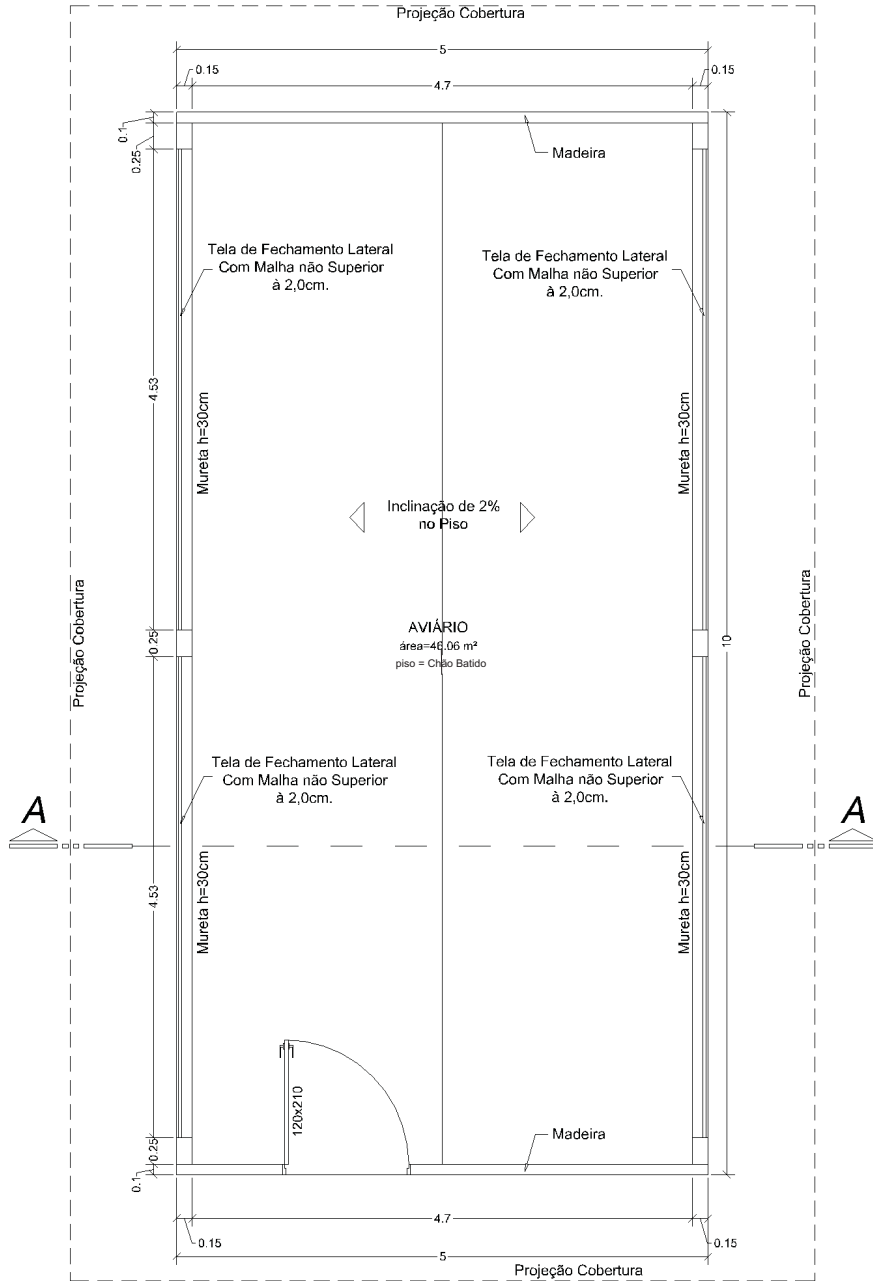 Projeção Cobertura
5
0.15
4.7
0.15
0.1
0.25
Madeira
Tela de Fechamento Lateral
Com Malha não Superior
à 2,0cm.
Tela de Fechamento Lateral
Com Malha não Superior
à 2,0cm.
4.53
Mureta h=30cm
Mureta h=30cm
Inclinação de 2%
no Piso
Projeção Cobertura
Projeção Cobertura
0.25
AVIÁRIO
área=46.06 m²
piso = Chão Batido
10
Tela de Fechamento Lateral
Com Malha não Superior
à 2,0cm.
Tela de Fechamento Lateral
Com Malha não Superior
à 2,0cm.
A
A
4.53
Mureta h=30cm
Mureta h=30cm
120x210
Madeira
0.25
0.1
4.7
0.15
0.15
5
Projeção Cobertura